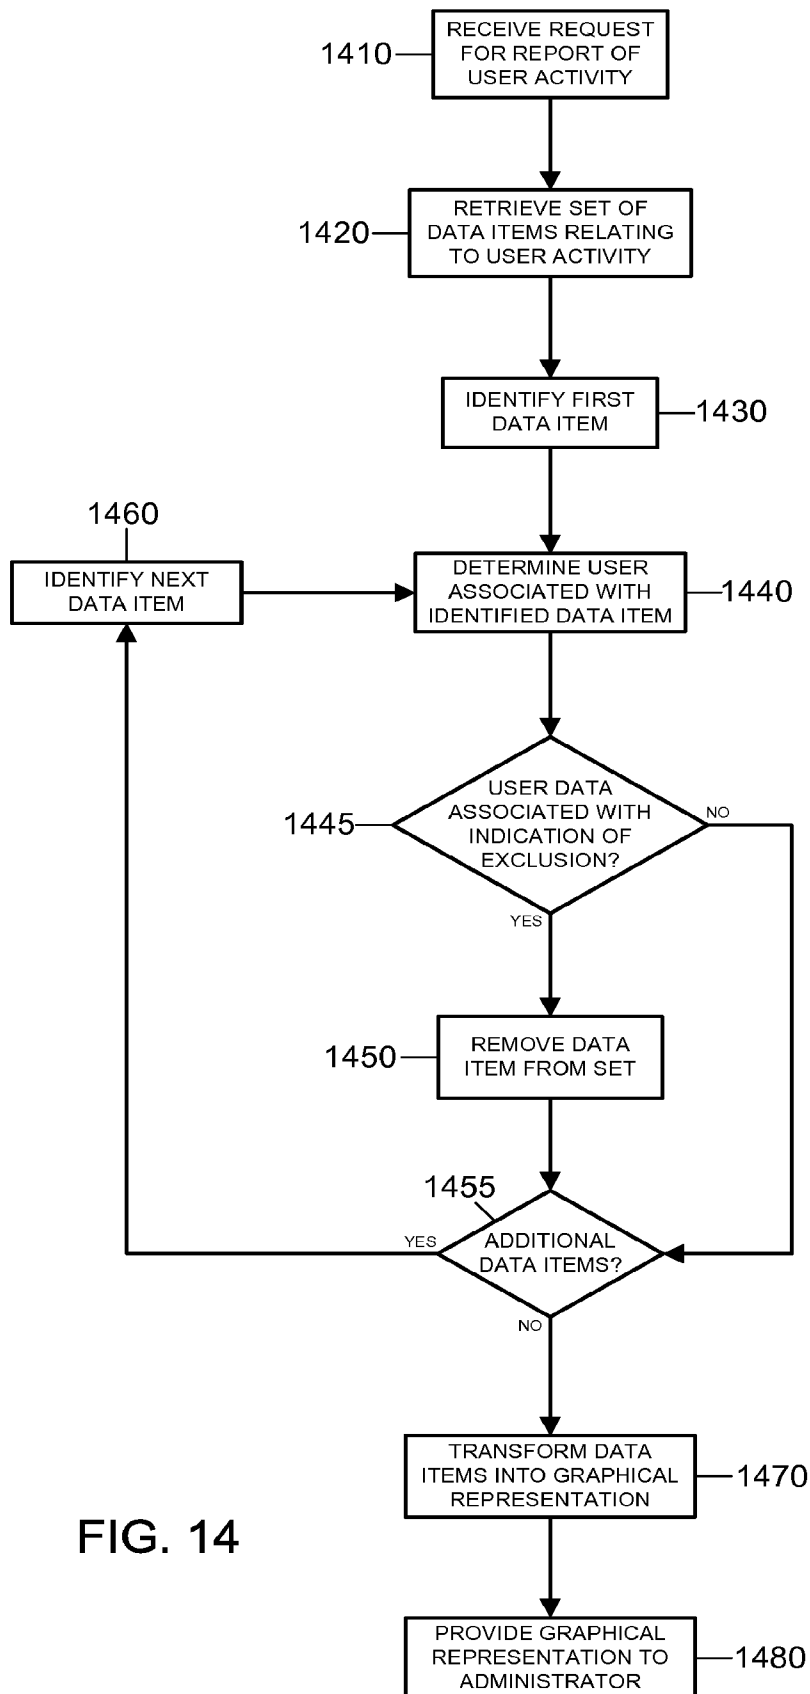 1410
RECEIVE REQUEST
FOR REPORT OF
USER ACTIVITY
1420
RETRIEVE SET OF
DATA ITEMS RELATING
TO USER ACTIVITY
IDENTIFY FIRST
DATA ITEM
1430
1460
IDENTIFY NEXT
DATA ITEM
DETERMINE USER
ASSOCIATED WITH
IDENTIFIED DATA ITEM
1440
1445
USER DATA
ASSOCIATED WITH
INDICATION OF
EXCLUSION?
NO
YES
1450
REMOVE DATA
ITEM FROM SET
1455
YES
ADDITIONAL
DATA ITEMS?
NO
TRANSFORM DATA
ITEMS INTO GRAPHICAL
REPRESENTATION
1470
FIG. 14
PROVIDE GRAPHICAL
REPRESENTATION TO
ADMINISTRATOR
1480